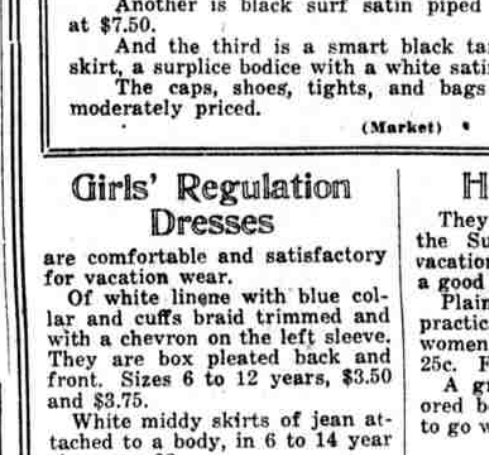 Another is black surf satin piped
at $7.50.
And the third is a smart black
skirt, a surplice bodice with a white
The caps, shoes, tights, and bags
moderately priced.
(Market)
Girls' Regulation
Dresses
are comfortable and satisfactory
for vacation wear.
Of white linene with blue col-
lar and cuffs braid trimmed and
with a chevron on the left sleeve.
They are box pleated back and
front. Sizes 6 to 12 years, $3.50
and $3.75.
White middy skirts of jean at-
tached to a body, in 6 to 14 year
H
They
the Su
vacation
a good
Plain
practic
women
25c. F
A gr
ored b
to go w